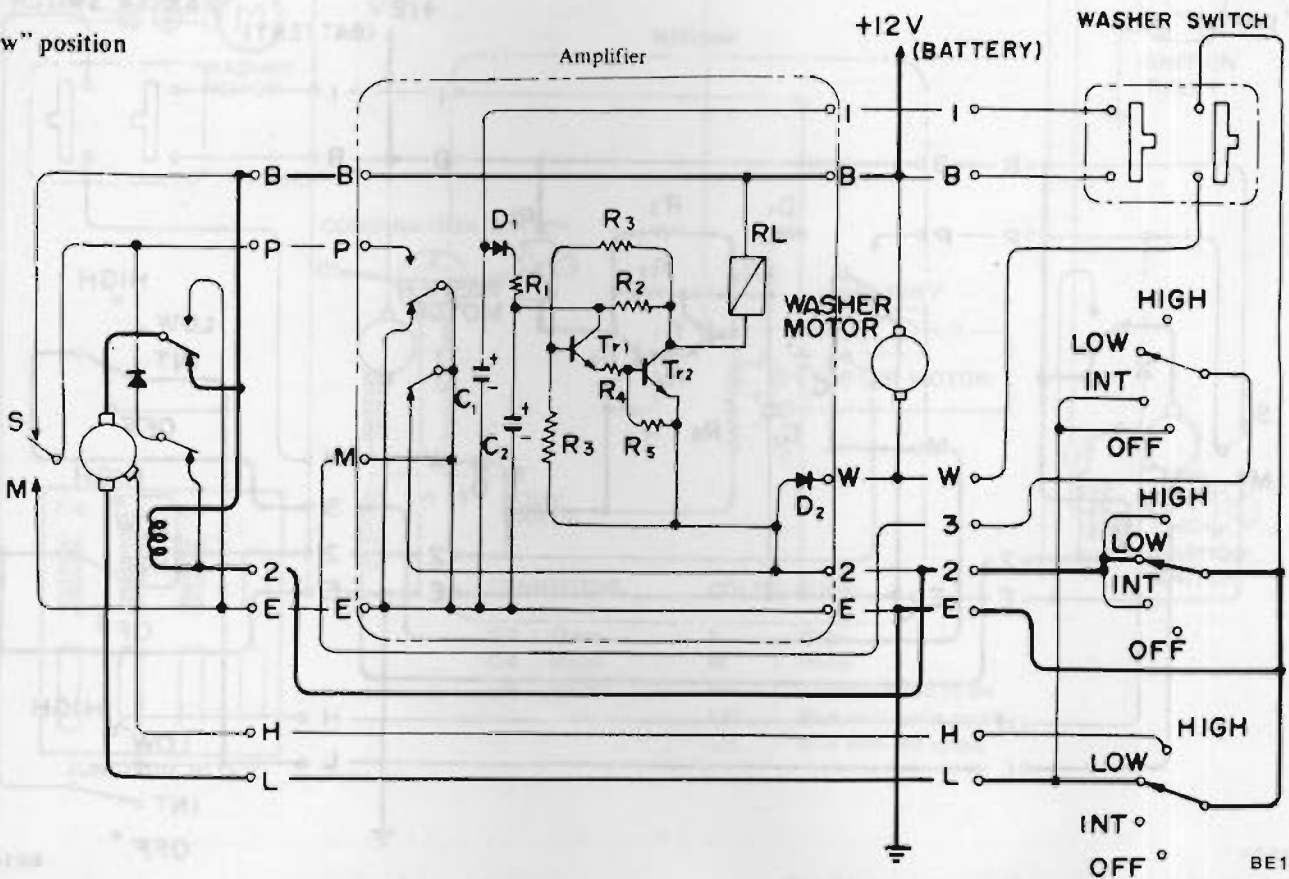 w" position
Amplifier
+12V
(BATTERY)
WASHER SWITCH
I I
B B B B
P P
D1
R3
R1
R2
RL
WASHER
MOTOR
Tr1
Tr2
R4
C1
C2
R3
R5
D2
S
M
M
W W
3
2 2 2
E E E E
H H
L L
HIGH
LOW
INT
OFF
HIGH
LOW
INT
OFF
HIGH
LOW
INT
OFF
BE1